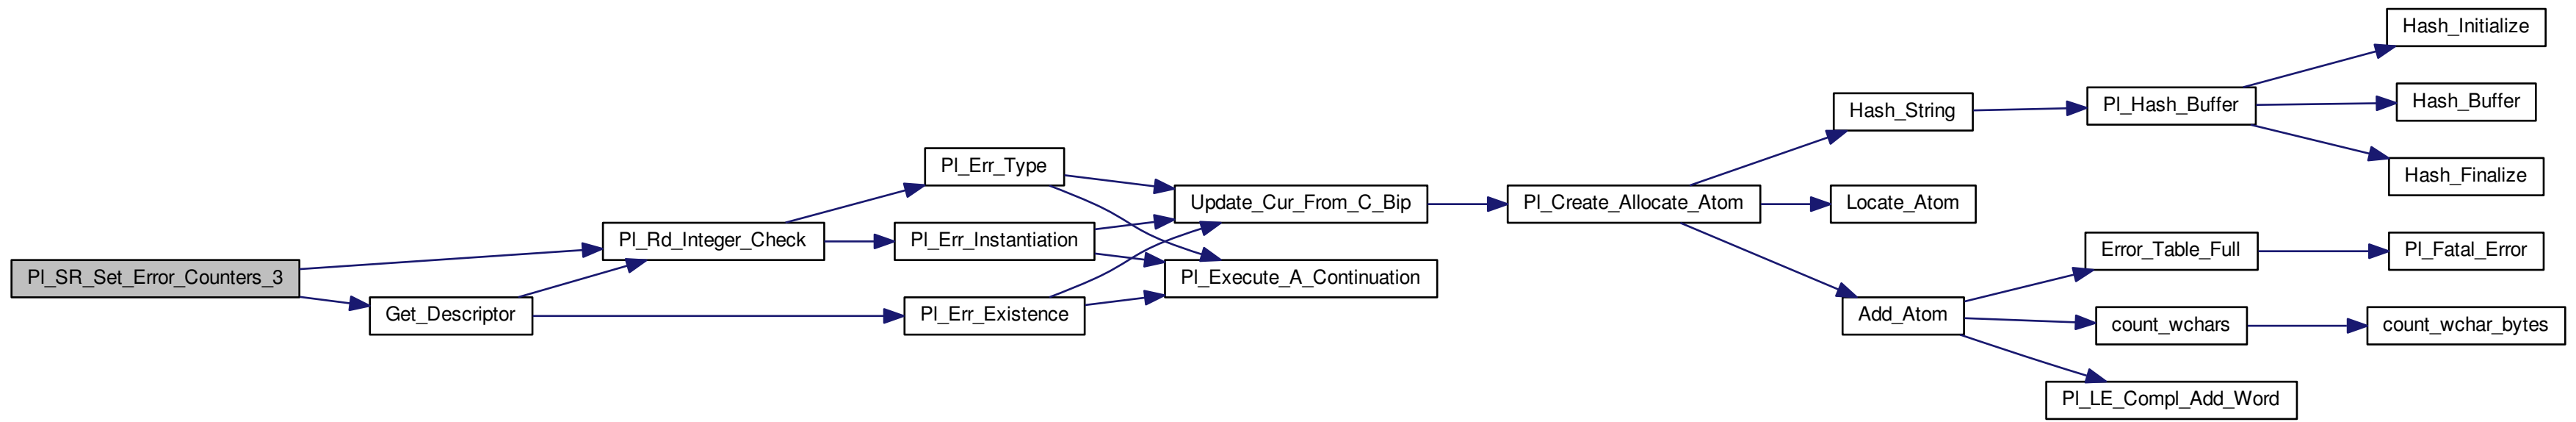 Pl_SR_Set_Error_Counters_3
Get_Descriptor
Pl_Rd_Integer_Check
Pl_Err_Type
Pl_Err_Instantiation
Pl_Err_Existence
Update_Cur_From_C_Bip
Pl_Execute_A_Continuation
Pl_Create_Allocate_Atom
Hash_String
Locate_Atom
Add_Atom
Pl_Hash_Buffer
Error_Table_Full
count_wchars
Pl_LE_Compl_Add_Word
Hash_Initialize
Hash_Buffer
Hash_Finalize
Pl_Fatal_Error
count_wchar_bytes